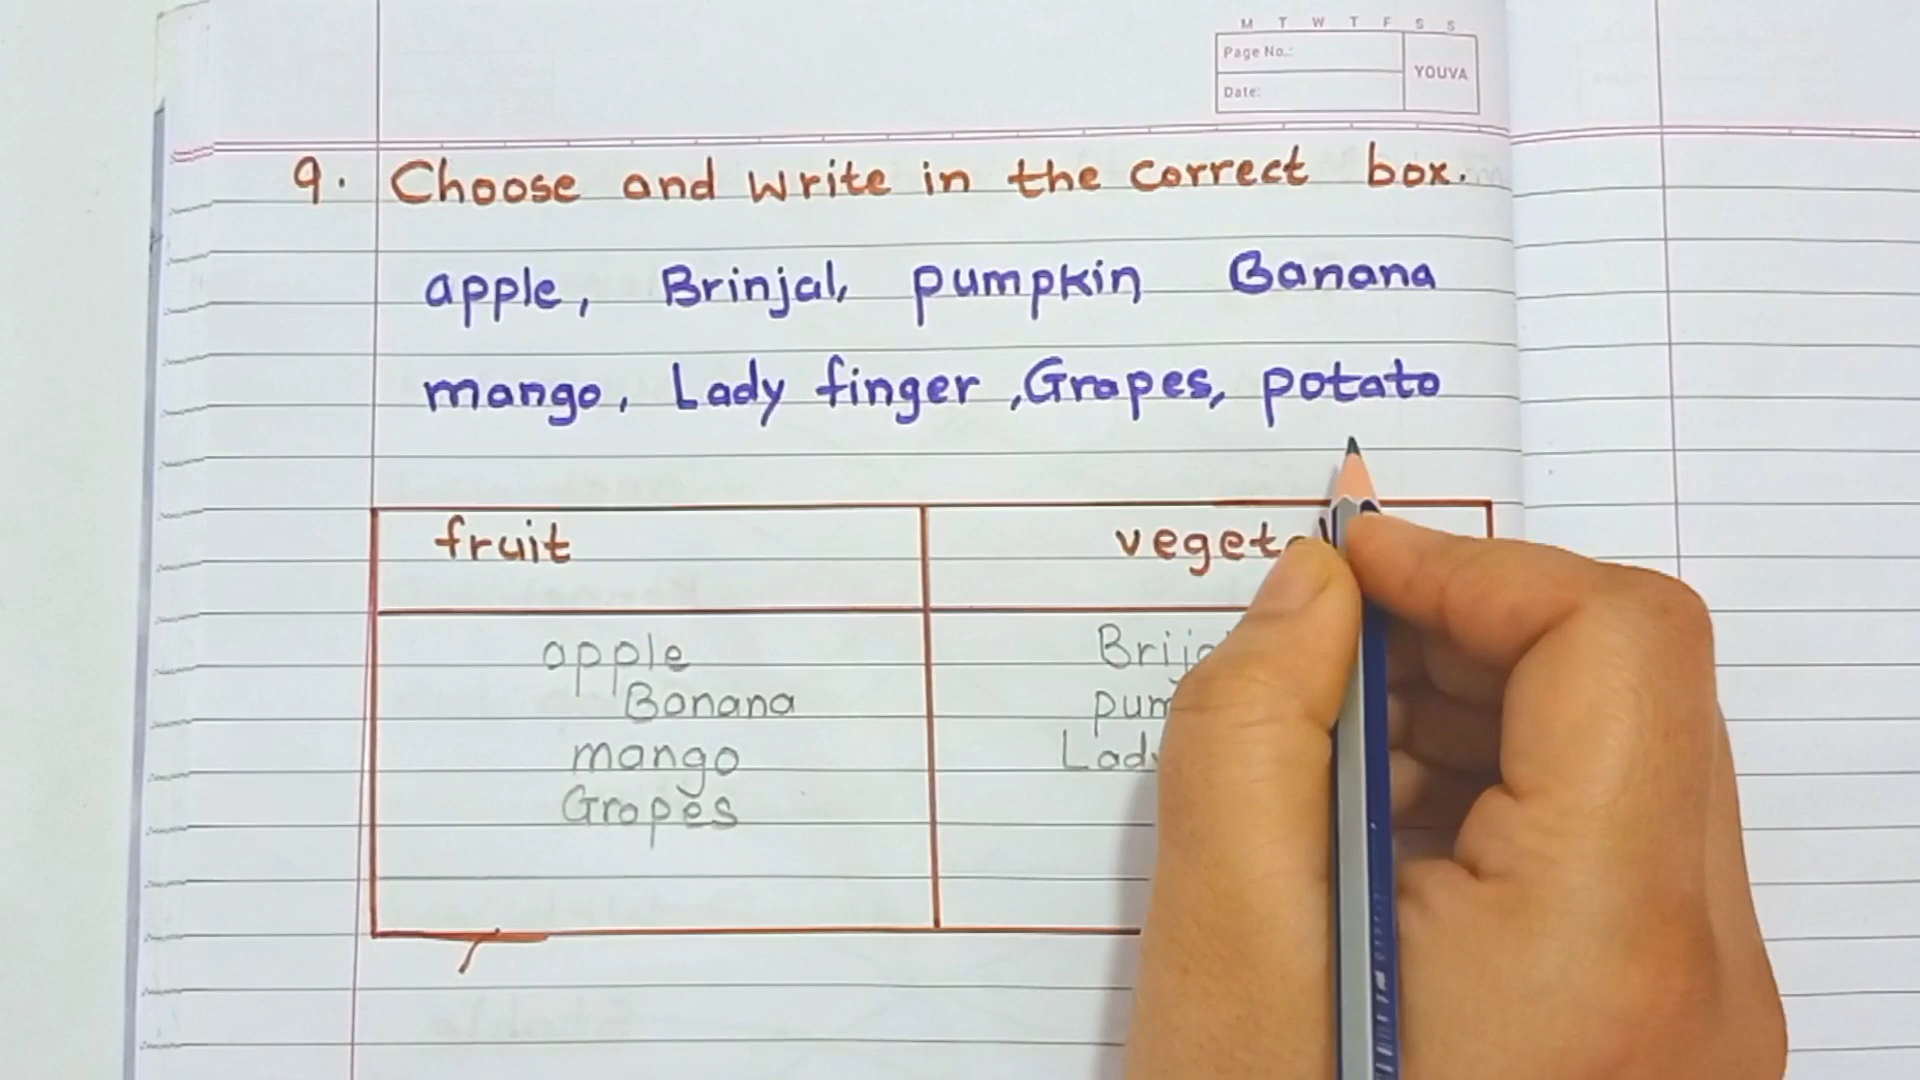 M T W T F S S
Page No.:
YOUVA
Date:
9. Choose and write in the correct box.
apple, Brinjal, pumpkin Banana
mango, Lady finger ,Grapes, potato
fruit
apple
Banana
mango
Grapes